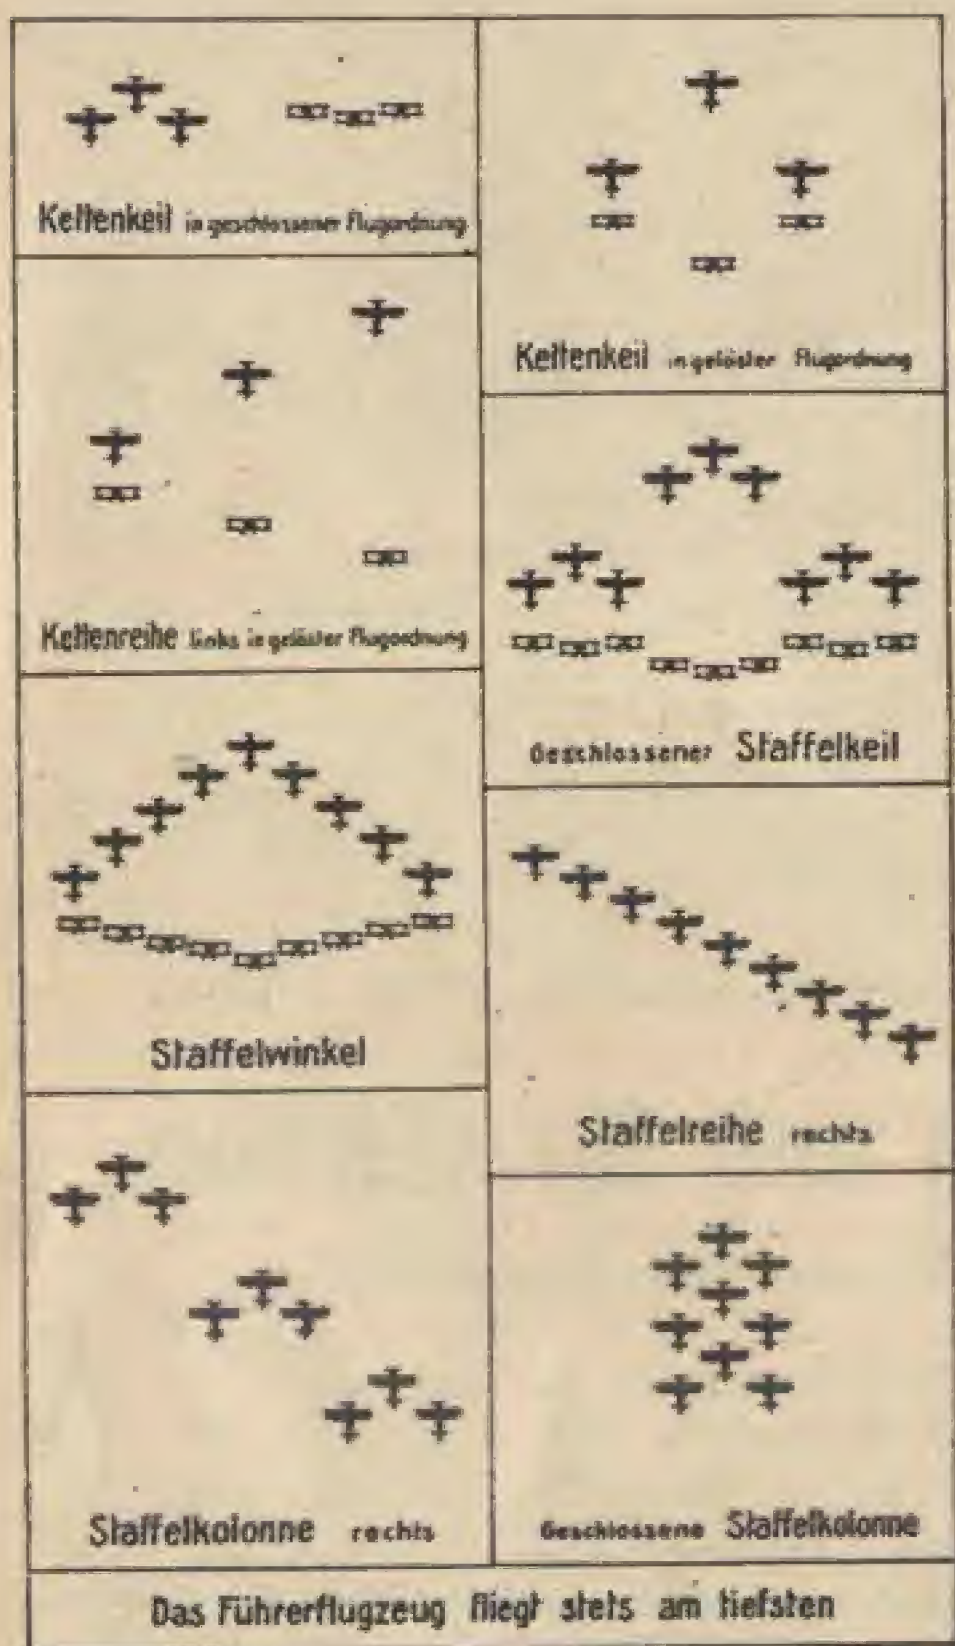 Kettenkeil in geschlossener Flugordnung
Kettenkeil in gelöster Flugordnung
Kettenreihe links in gelöster Flugordnung
Geschlossener Staffelkeil
Staffelwinkel
Staffelreihe rechts
Staffelkolonne rechts
Geschlossene Staffelkolonne
Das Führerflugzeug fliegt stets am tiefsten